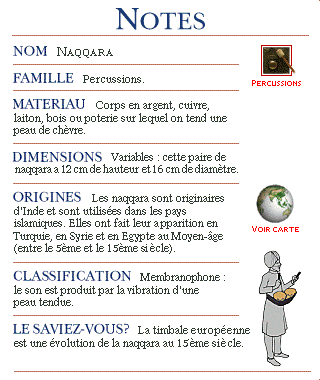 NOTES
NOM NAQQARA
FAMILLE Percussions.
PERCUSSIONS
MATERIAU Corps en argent, cuivre,
laiton, bois ou poterie sur lequel on tend une
peau de chèvre.
DIMENSIONS Variables : cette paire de
naqqara a 12 cm de hauteur et 16 cm de diamètre.
ORIGINES Les naqqara sont originaires
d'Inde et sont utilisées dans les pays
islamiques. Elles ont fait leur apparition en
Turquie, en Syrie et en Egypte au Moyen-âge
(entre le 5ème et le 15ème siècle).
VOIR CARTE
CLASSIFICATION Membranophone :
le son est produit par la vibration d'une
peau tendue.
LE SAVIEZ-VOUS? La timbale européenne
est une évolution de la naqqara au 15ème siècle.